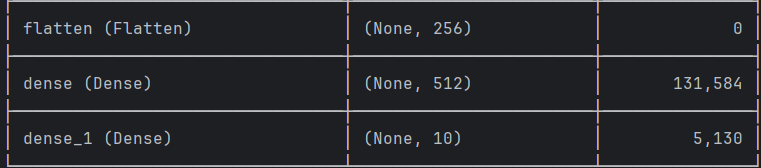 flatten (Flatten) (None, 256) 0
dense (Dense) (None, 512) 131,584
dense_1 (Dense) (None, 10) 5,130